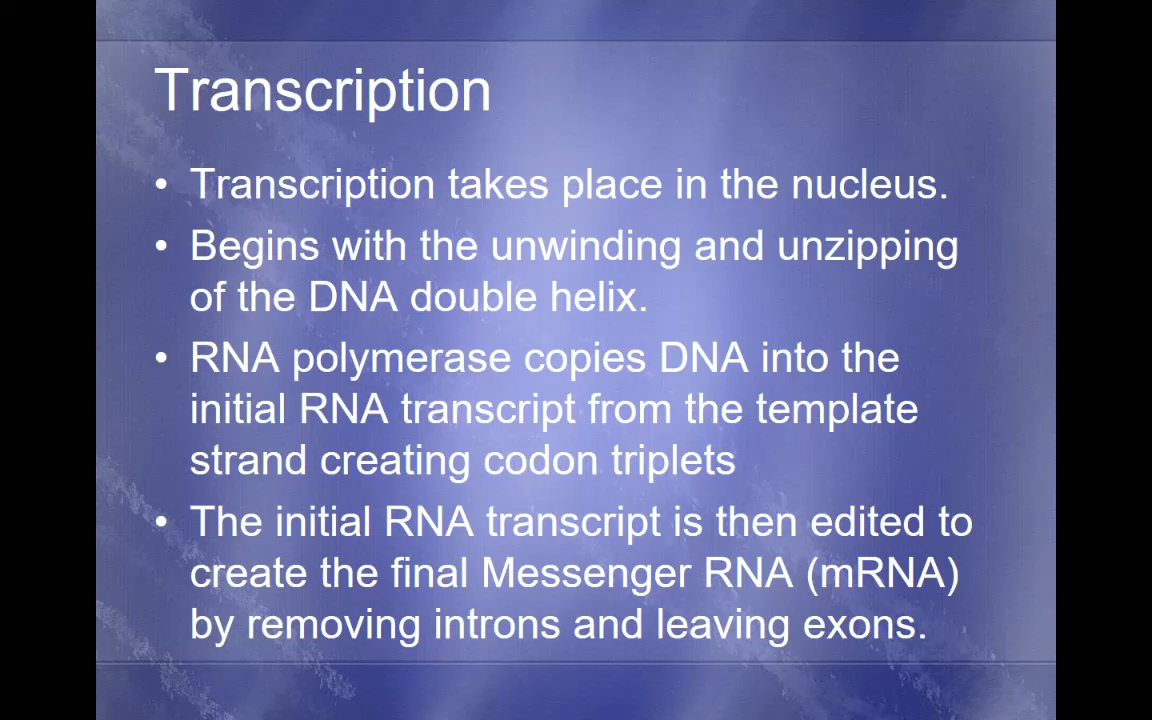 Transcription
• Transcription takes place in the nucleus.
• Begins with the unwinding and unzipping
of the DNA double helix.
• RNA polymerase copies DNA into the
initial RNA transcript from the template
strand creating codon triplets
• The initial RNA transcript is then edited to
create the final Messenger RNA (mRNA)
by removing introns and leaving exons.